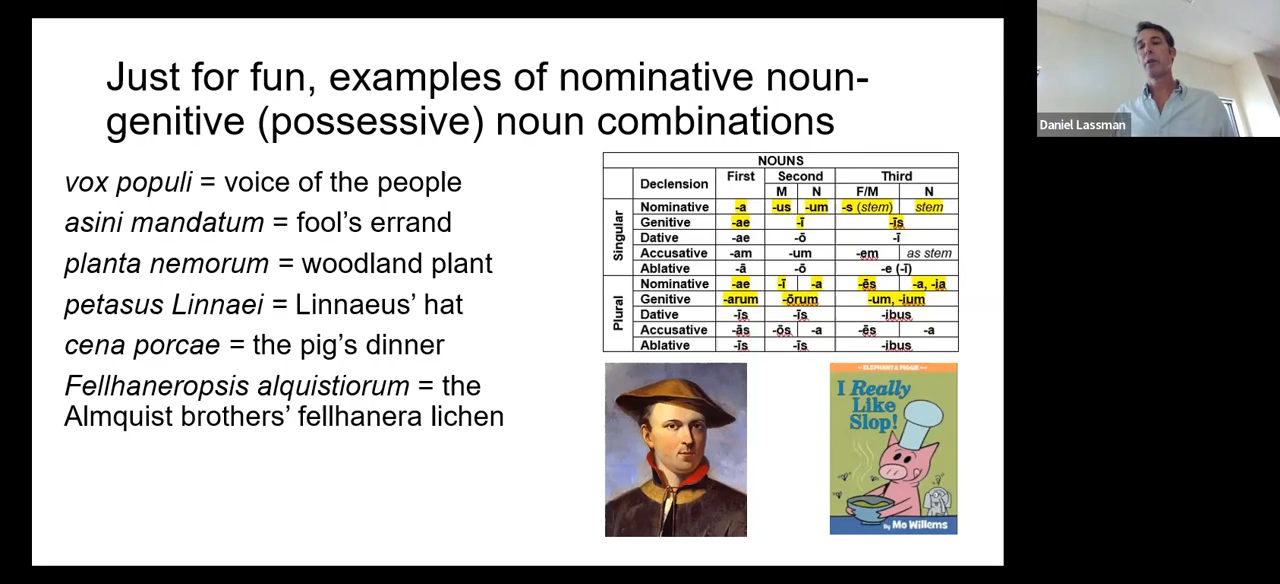 Just for fun, examples of nominative noun-
genitive (possessive) noun combinations
vox populi = voice of the people
asini mandatum = fool's errand
planta nemorum = woodland plant
petasus Linnaei = Linnaeus' hat
cena porcae = the pig's dinner
Fellhaneropsis alquistiorum = the
Almquist brothers' fellhanera lichen
NOUNS
Declension First Second Third
M N F/M N
Singular
Nominative -a -us -um -s (stem) stem
Genitive -ae -ī -īs
Dative -ae -ō -ī
Accusative -am -um -em as stem
Ablative -ā -ō -e (-ī)
Plural
Nominative -ae -ī -a -ēs -a, -ia
Genitive -arum -ōrum -um, -ium
Dative -īs -īs -ibus
Accusative -ās -ōs -a -ēs -a
Ablative -īs -īs -ibus
ELEPHANT & PIGGIE
I Really
Like
Slop!
By Mo Willems
Daniel Lassman